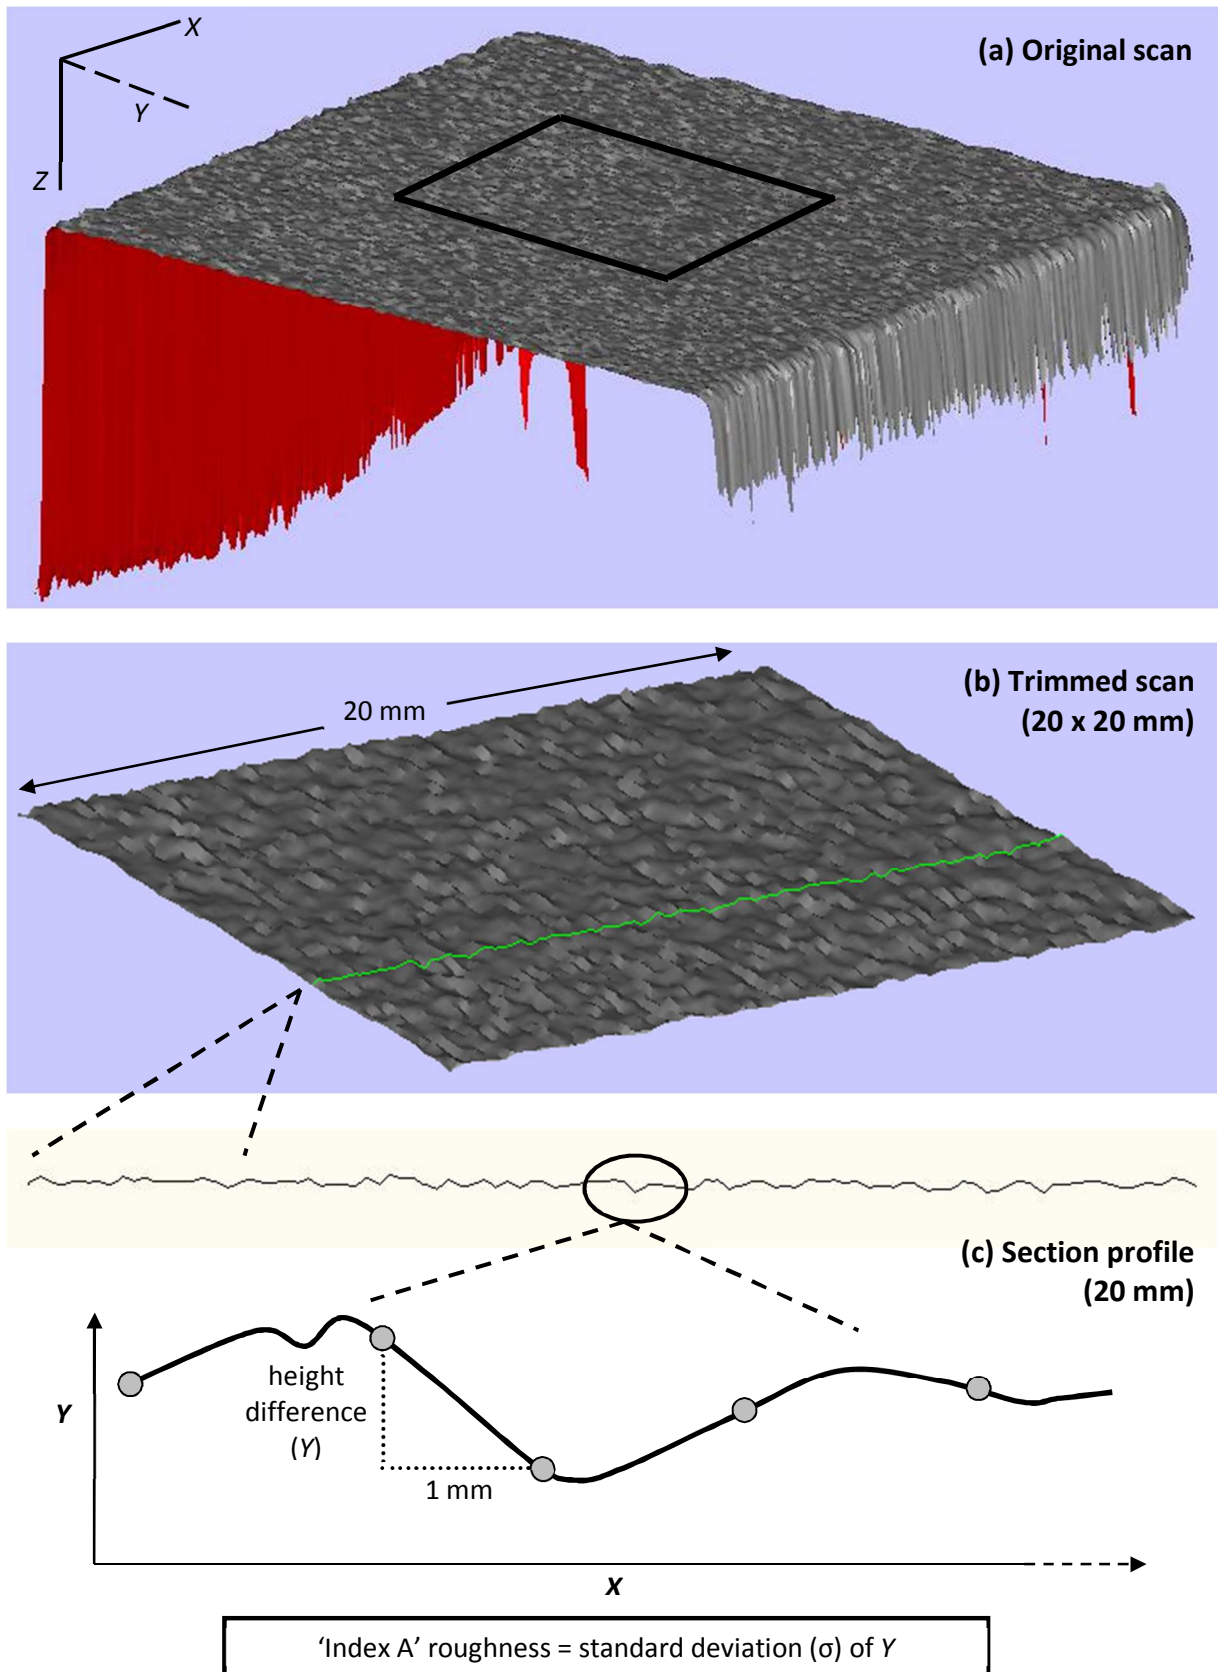 X
Y
Z
(a) Original scan
20 mm
(b) Trimmed scan
(20 x 20 mm)
(c) Section profile
(20 mm)
Y
height
difference
(Y)
1 mm
X
‘Index A’ roughness = standard deviation (σ) of Y